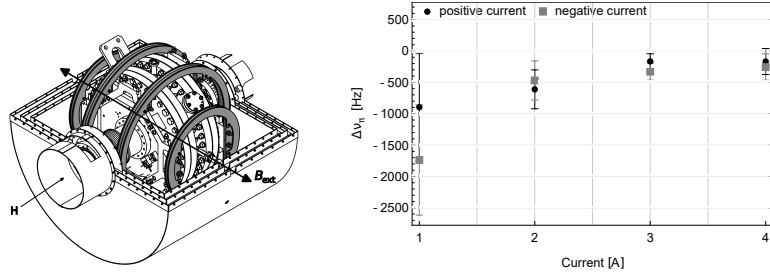 H
B_ext
● positive current ■ negative current
500
0
- 500
- 1000
- 1500
- 2000
- 2500
Δν_π [Hz]
1 2 3 4
Current [A]